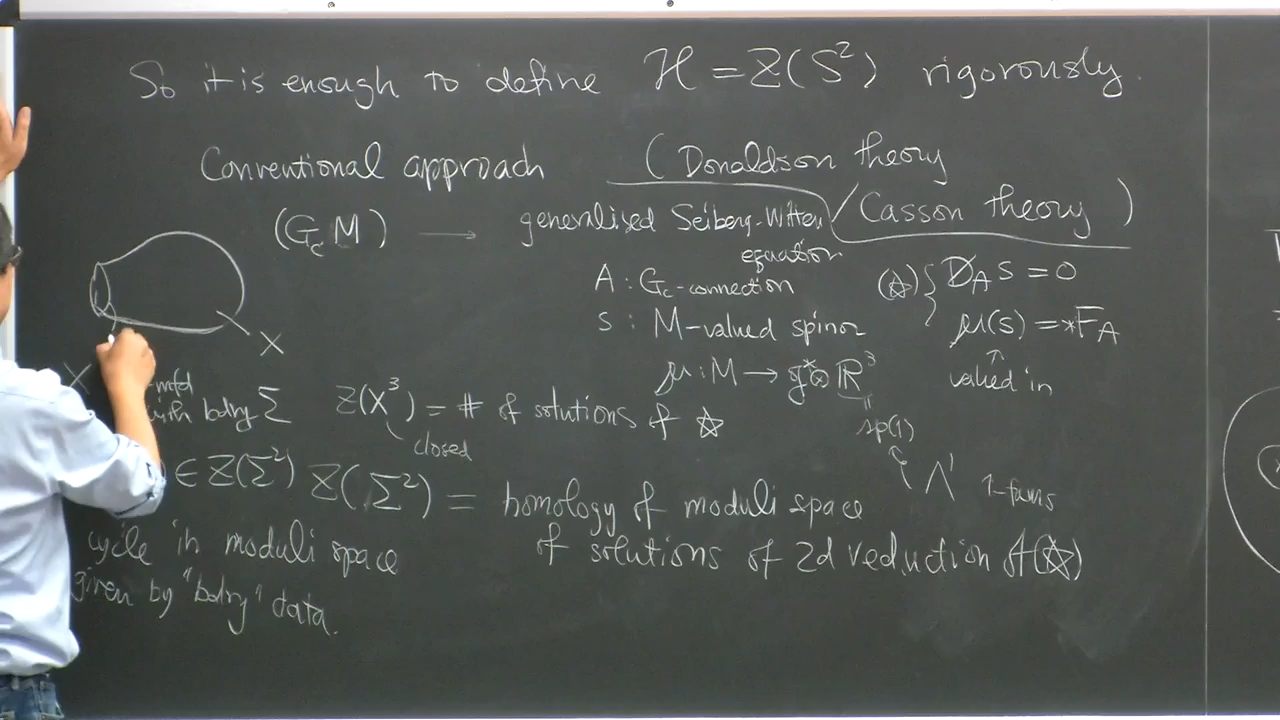 So it is enough to define ℋ = Z(S²) rigorously.
Conventional approach (Donaldson theory / Casson theory)
(G_c, M) → generalised Seiberg-Witten equation
A : G_c-connection
s : M-valued spinor
(☆) { D̸_A s = 0
μ(s) = *F_A
↑
valued in
μ : M → g* ⊗ ℝ³
=
sp(1)
Λ¹ 1-forms
X
X -mfd
with bdry Σ
Z(X³) = # of solutions of ☆
closed
∈ Z(Σ²)
Z(Σ²) = homology of moduli space
of solutions of 2d reduction of (☆)
cycle in moduli space
given by "bdry" data.